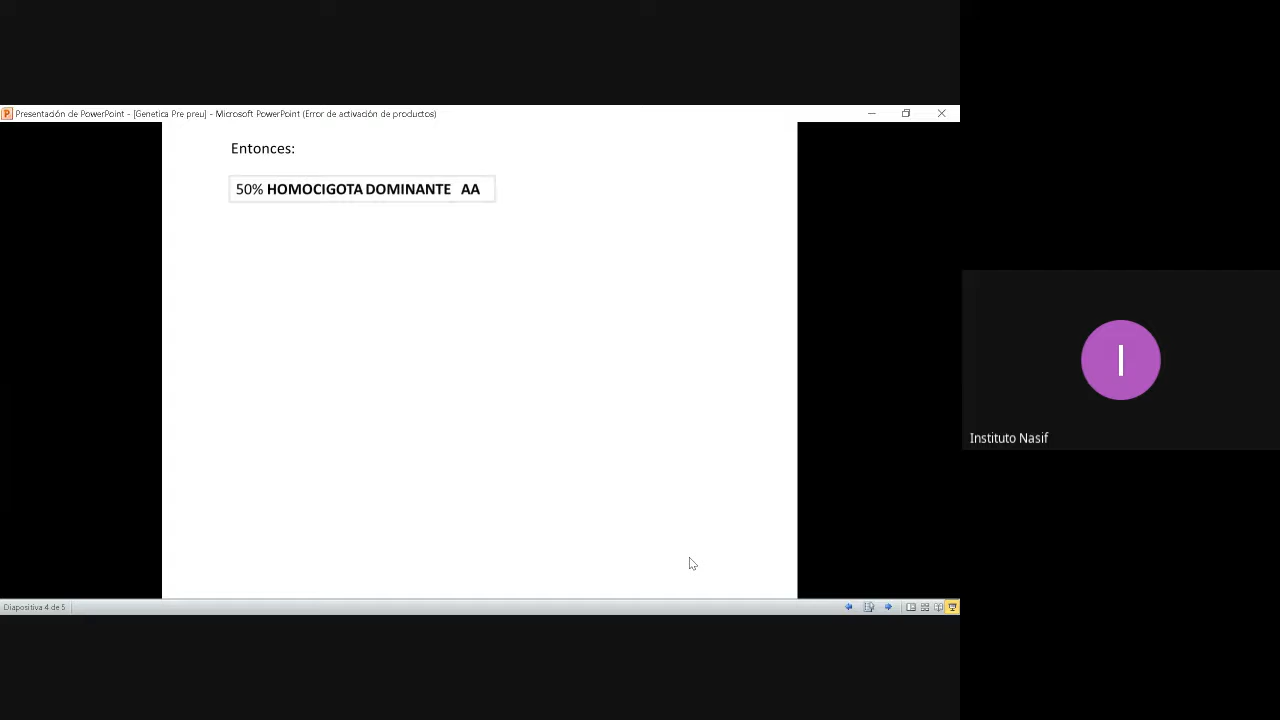 Presentación de PowerPoint - [Genetica Pre preu] - Microsoft PowerPoint (Error de activación de productos)
Entonces:
50% HOMOCIGOTA DOMINANTE AA
I
Instituto Nasif
Diapositiva 4 de 5